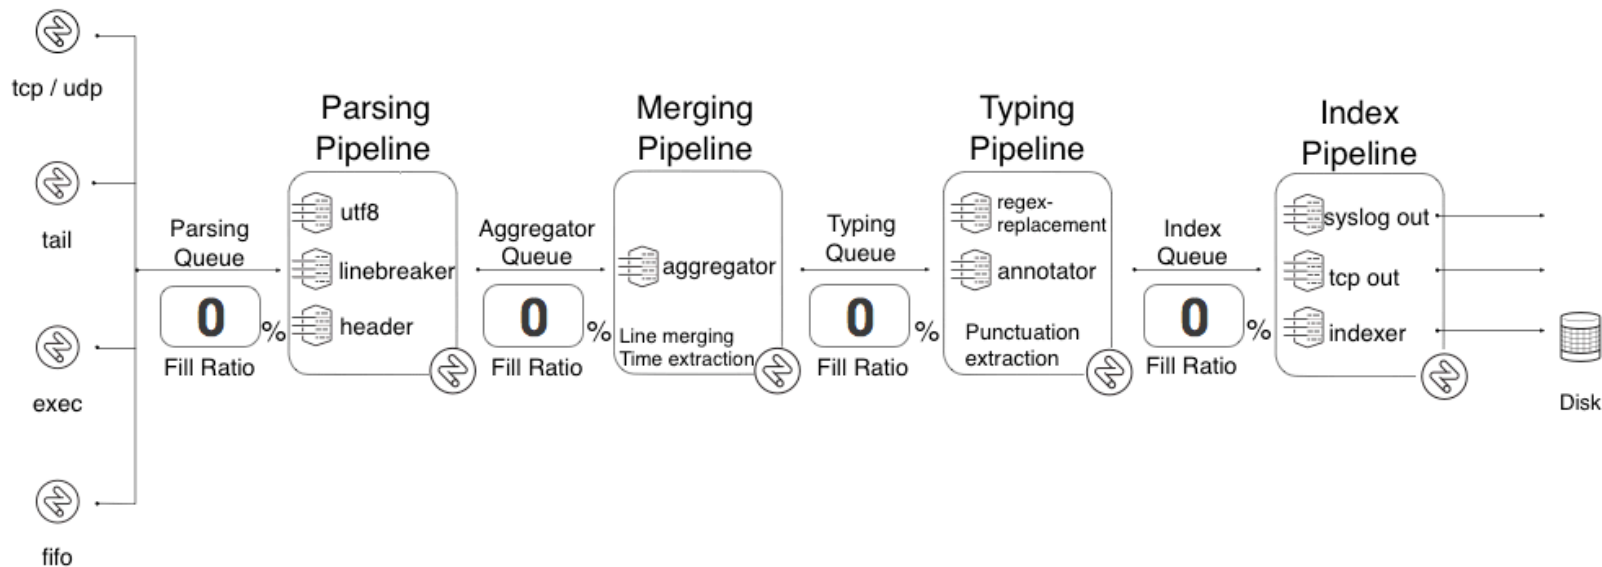 tcp / udp
tail
exec
fifo
Parsing
Queue
0 %
Fill Ratio
Parsing
Pipeline
utf8
linebreaker
header
Aggregator
Queue
0 %
Fill Ratio
Merging
Pipeline
aggregator
Line merging
Time extraction
Typing
Queue
0 %
Fill Ratio
Typing
Pipeline
regex-
replacement
annotator
Punctuation
extraction
Index
Queue
0 %
Fill Ratio
Index
Pipeline
syslog out
tcp out
indexer
Disk